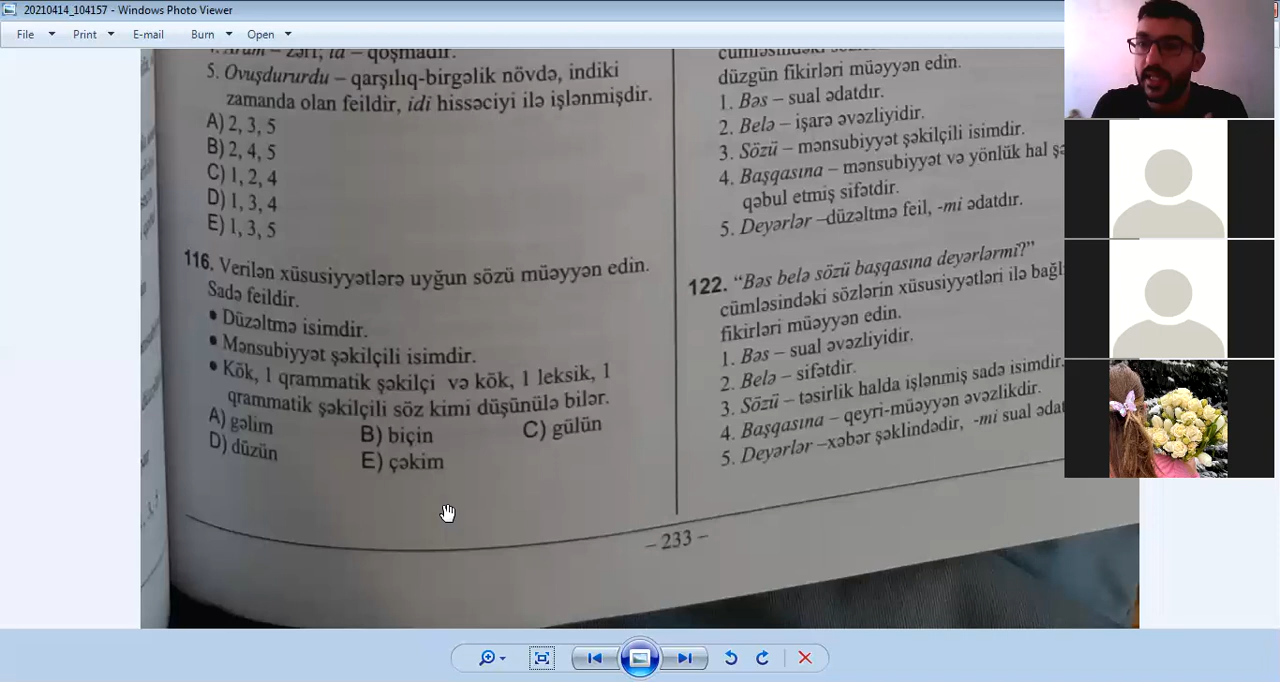 20210414_104157 - Windows Photo Viewer
File Print E-mail Burn Open
qoşmadır.
5. Ovuşdururdu – qarşılıq-birgəlik növdə, indiki
zamanda olan feildir, idi hissəciyi ilə işlənmişdir.
A) 2, 3, 5
B) 2, 4, 5
C) 1, 2, 4
D) 1, 3, 4
E) 1, 3, 5
116. Verilən xüsusiyyətlərə uyğun sözü müəyyən edin.
Sadə feildir.
• Düzəltmə isimdir.
• Mənsubiyyət şəkilçili isimdir.
• Kök, 1 qrammatik şəkilçi və kök, 1 leksik, 1
qrammatik şəkilçili söz kimi düşünülə bilər.
A) gəlim B) biçin C) gülün
D) düzün E) çəkim
düzgün fikirləri müəyyən edin.
1. Bəs – sual ədatdır.
2. Belə – işarə əvəzliyidir.
3. Sözü – mənsubiyyət şəkilçili isimdir.
4. Başqasına – mənsubiyyət və yönlük hal şə
qəbul etmiş sifətdir.
5. Deyərlər –düzəltmə feil, -mi ədatdır.
122. “Bəs belə sözü başqasına deyərlərmi?”
cümləsindəki sözlərin xüsusiyyətləri ilə bağl
fikirləri müəyyən edin.
1. Bəs – sual əvəzliyidir.
2. Belə – sifətdir.
3. Sözü – təsirlik halda işlənmiş sadə isimdir.
4. Başqasına – qeyri-müəyyən əvəzlikdir.
5. Deyərlər –xəbər şəklindədir, -mi sual ədat
– 233 –